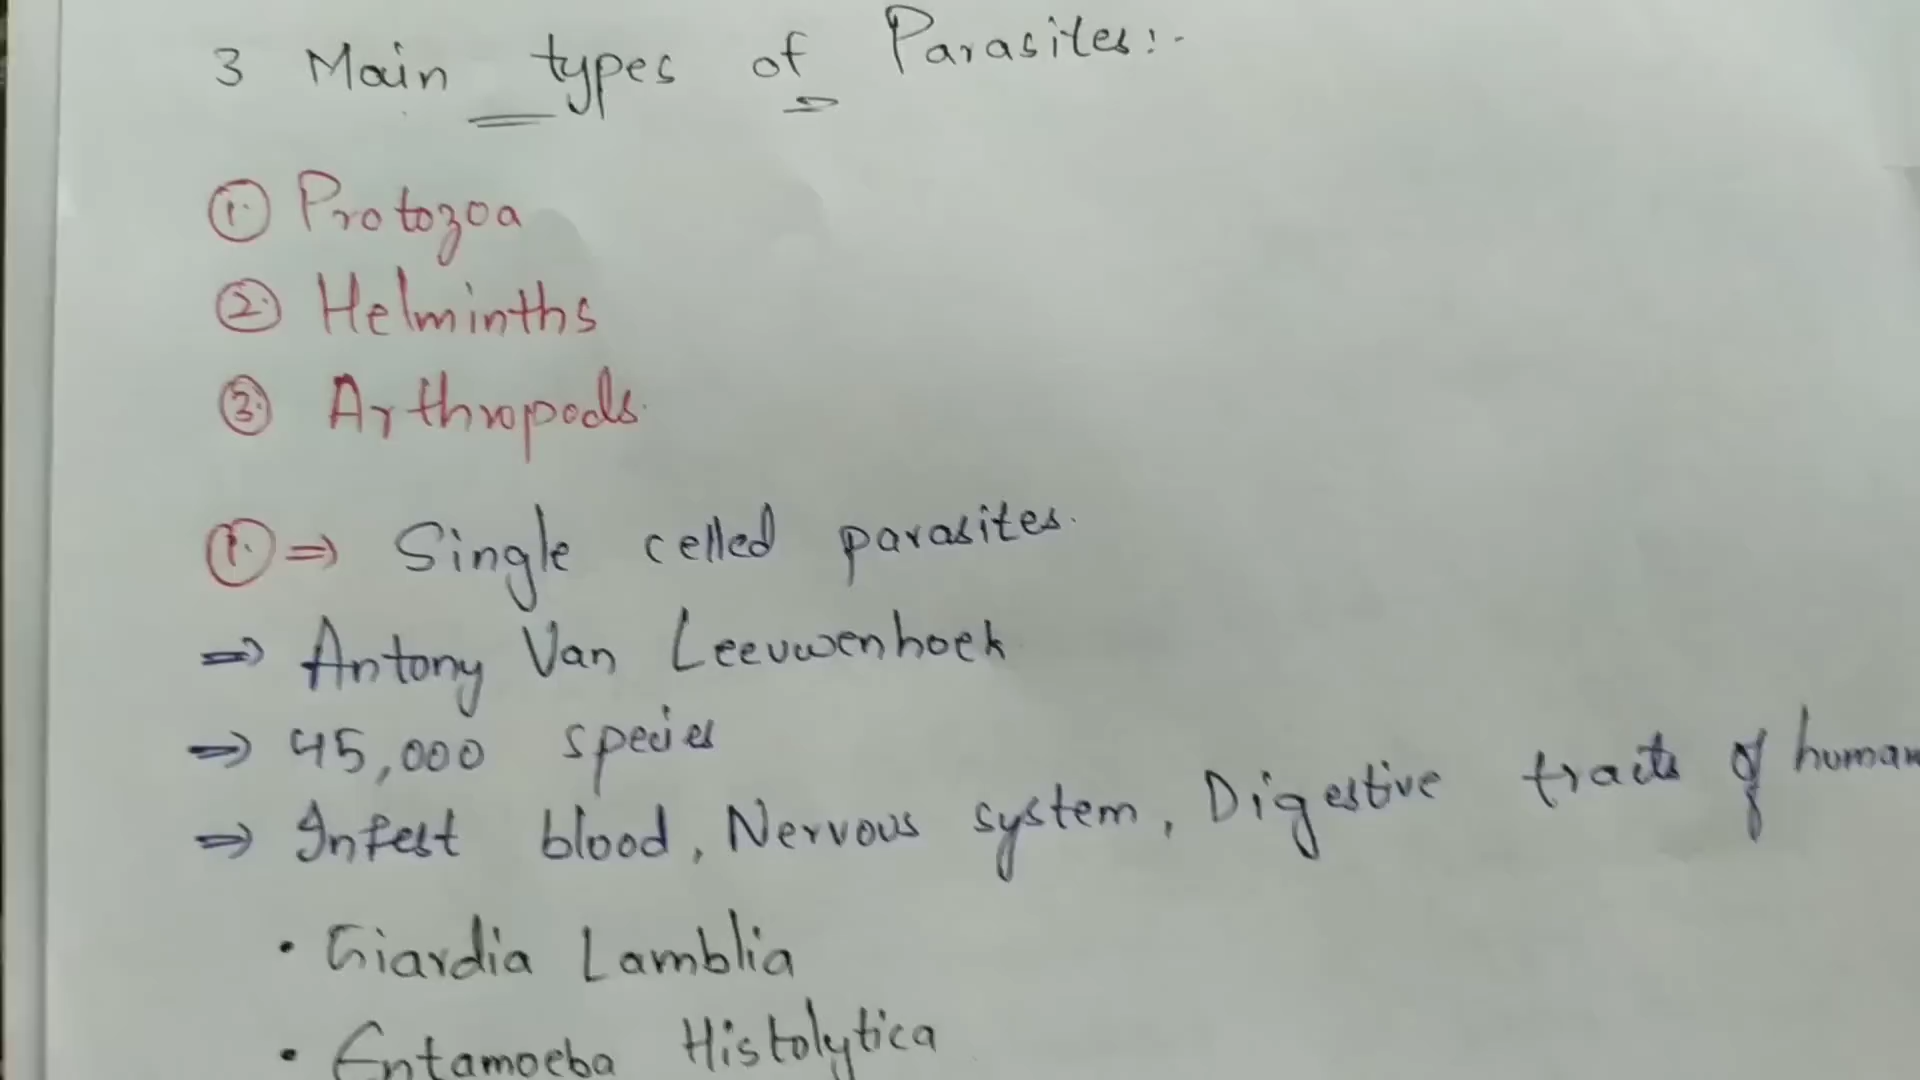 3 Main types of Parasites:-
① Protozoa
② Helminths
③ Arthropods.
① ⇒ Single celled parasites.
⇒ Antony Van Leeuwenhoek
⇒ 45,000 species
⇒ Infest blood, Nervous system, Digestive tracts of human
• Giardia Lamblia
• Entamoeba Histolytica